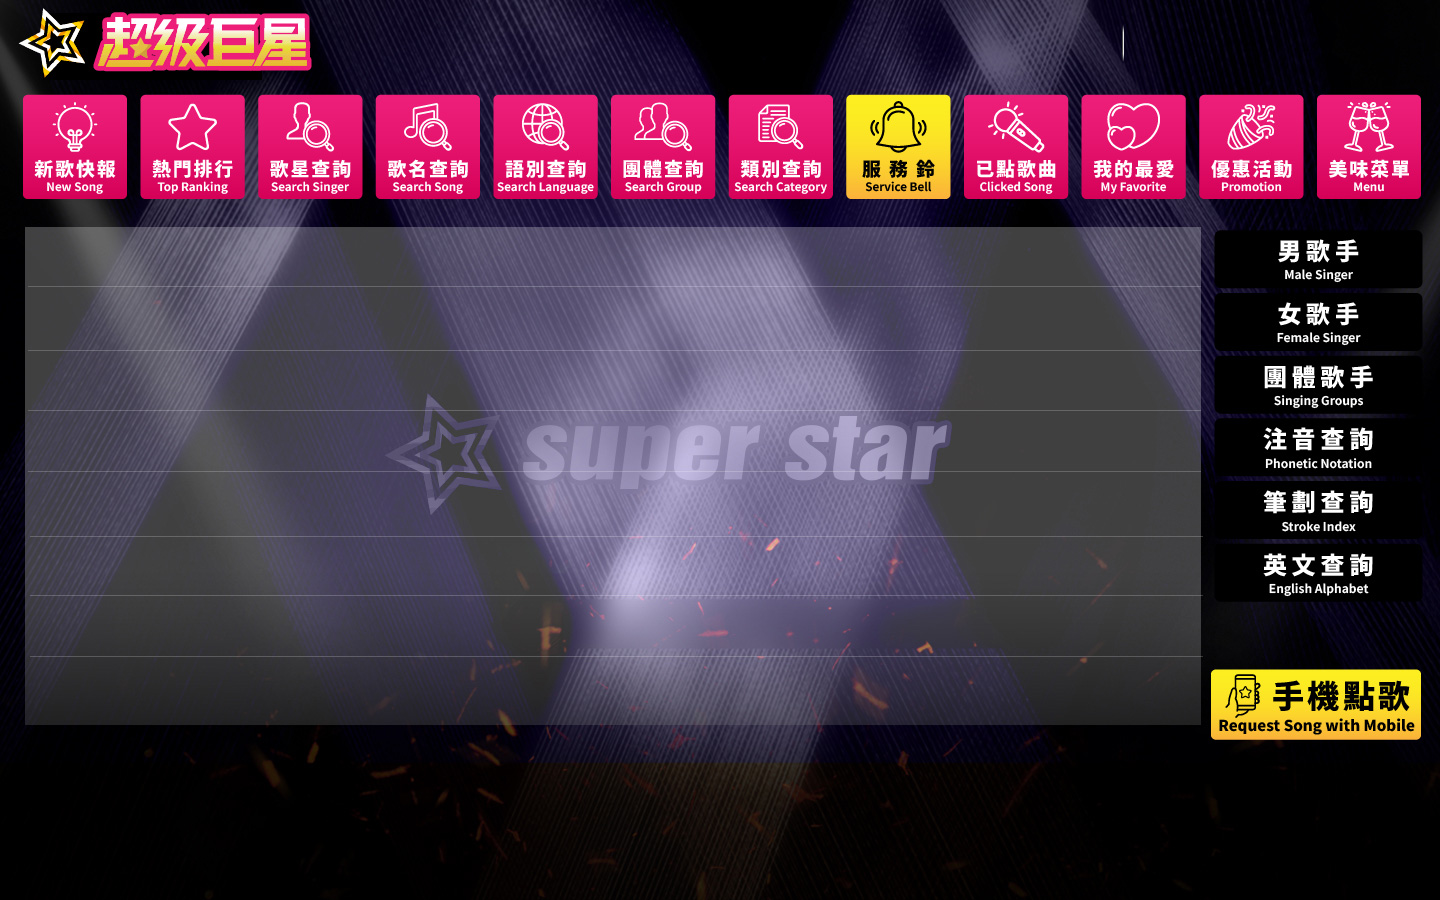 超级巨星
新歌快報
New Song
熱門排行
Top Ranking
歌星查詢
Search Singer
歌名查詢
Search Song
語別查詢
Search Language
團體查詢
Search Group
類別查詢
Search Category
服務鈴
Service Bell
已點歌曲
Clicked Song
我的最愛
My Favorite
優惠活動
Promotion
美味菜單
Menu
super star
男歌手
Male Singer
女歌手
Female Singer
團體歌手
Singing Groups
注音查詢
Phonetic Notation
筆劃查詢
Stroke Index
英文查詢
English Alphabet
手機點歌
Request Song with Mobile